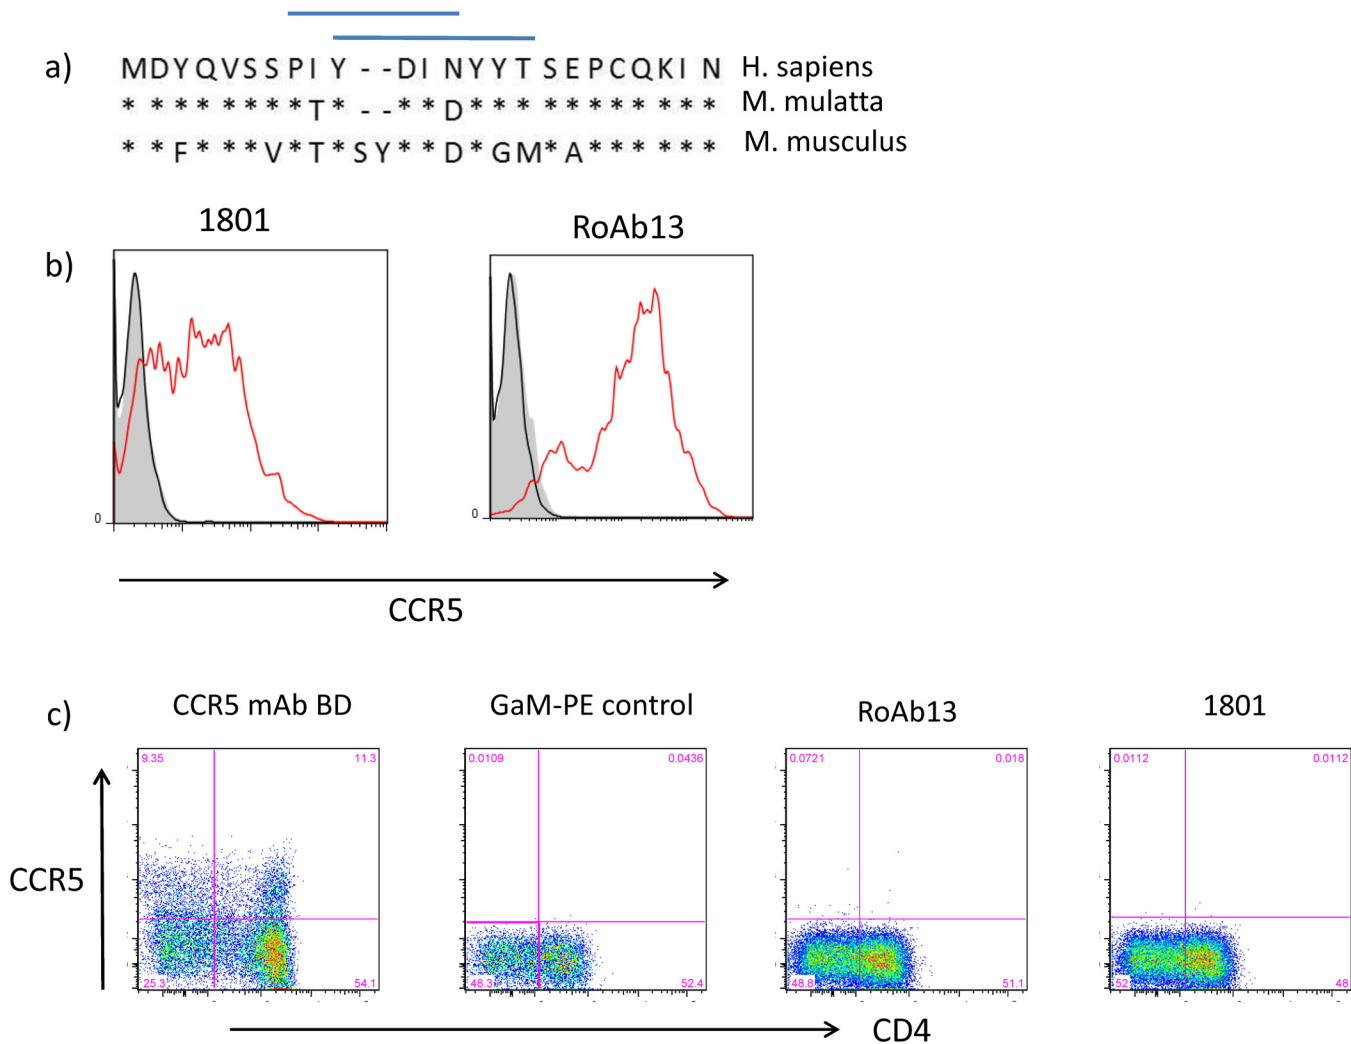 a) MDYQVSSPIY--DINYYTSEPCQKIN H. sapiens
********T*--**D*********** M. mulatta
**F***V*T*SY**D*GM*A****** M. musculus
b) 1801 RoAb13
0 0
CCR5
c) CCR5 mAb BD GaM-PE control RoAb13 1801
9.35 11.3 0.0109 0.0436 0.0721 0.018 0.0112 0.0112
CCR5
25.3 54.1 48.3 52.4 48.8 51.1 52 48
CD4